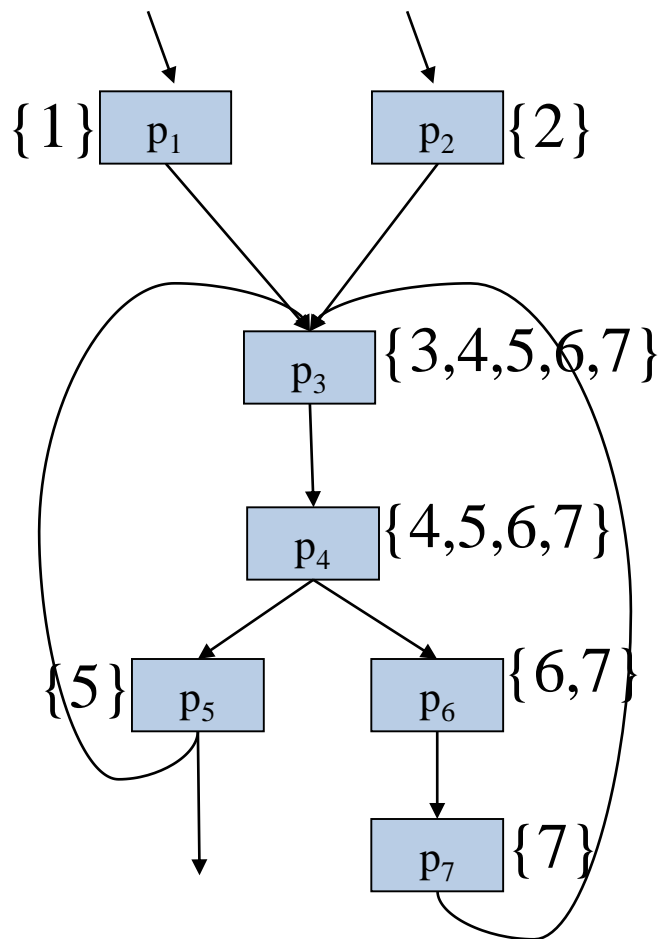 {1} p₁ p₂ {2}
p₃ {3,4,5,6,7}
p₄ {4,5,6,7}
{5} p₅ p₆ {6,7}
p₇ {7}